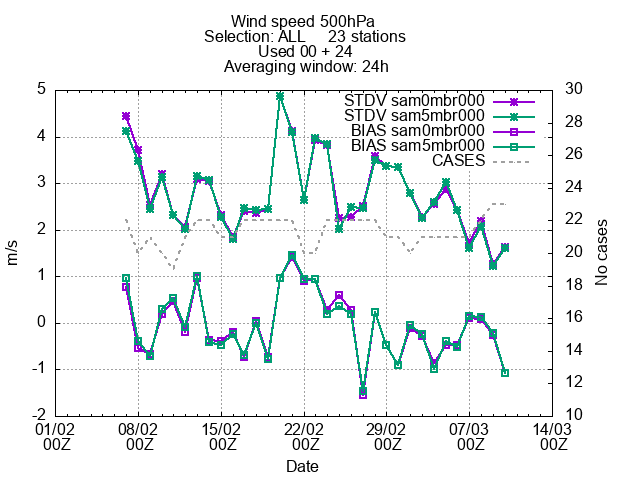 Wind speed 500hPa
Selection: ALL 23 stations
Used 00 + 24
Averaging window: 24h
STDV sam0mbr000
STDV sam5mbr000
BIAS sam0mbr000
BIAS sam5mbr000
CASES
5
4
3
2
1
0
-1
-2
m/s
30
28
26
24
22
20
18
16
14
12
10
No cases
01/02 08/02 15/02 22/02 29/02 07/03 14/03
00Z 00Z 00Z 00Z 00Z 00Z 00Z
Date